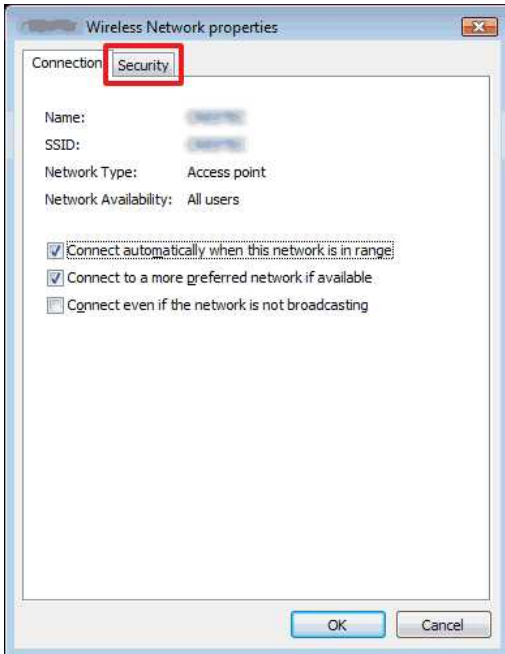 Wireless Network properties
Connection Security
Name:
SSID:
Network Type: Access point
Network Availability: All users
Connect automatically when this network is in range
Connect to a more preferred network if available
Connect even if the network is not broadcasting
OK Cancel